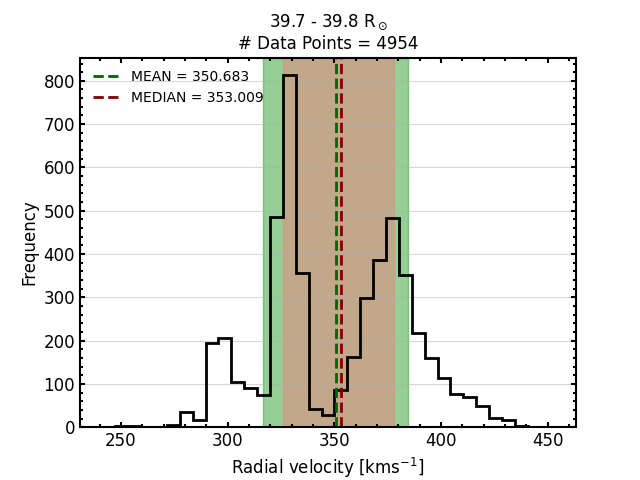 39.7 - 39.8 R⊙
# Data Points = 4954
MEAN = 350.683
MEDIAN = 353.009
800
700
600
500
400
300
200
100
0
Frequency
250 300 350 400 450
Radial velocity [kms⁻¹]